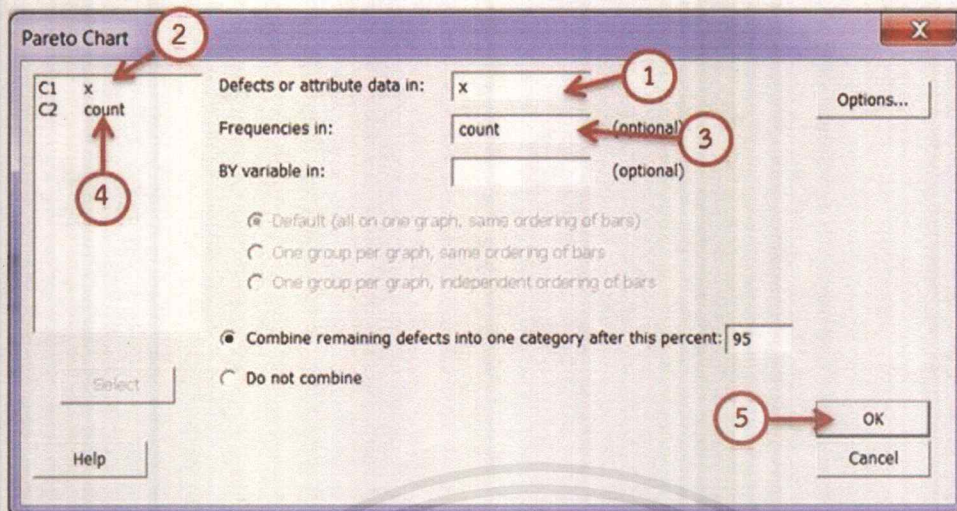 Pareto Chart
2
X
C1 x
C2 count
4
Defects or attribute data in: x
1
Options...
Frequencies in: count (optional)
3
BY variable in: (optional)
Default (all on one graph, same ordering of bars)
One group per graph, same ordering of bars
One group per graph, independent ordering of bars
Combine remaining defects into one category after this percent: 95
Do not combine
Select
5
OK
Help
Cancel